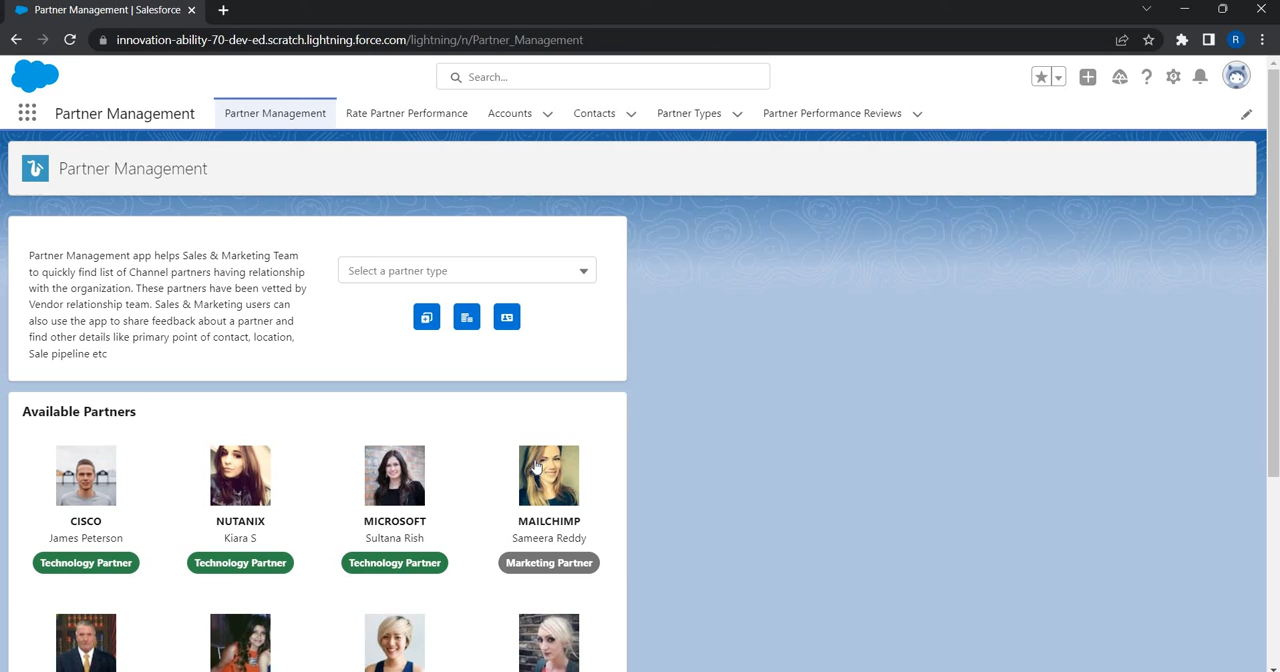 Partner Management | Salesforce
innovation-ability-70-dev-ed.scratch.lightning.force.com/lightning/n/Partner_Management
R
Search...
Partner Management
Partner Management
Rate Partner Performance
Accounts
Contacts
Partner Types
Partner Performance Reviews
Partner Management
Partner Management app helps Sales & Marketing Team
to quickly find list of Channel partners having relationship
with the organization. These partners have been vetted by
Vendor relationship team. Sales & Marketing users can
also use the app to share feedback about a partner and
find other details like primary point of contact, location,
Sale pipeline etc
Select a partner type
Available Partners
CISCO
James Peterson
Technology Partner
NUTANIX
Kiara S
Technology Partner
MICROSOFT
Sultana Rish
Technology Partner
MAILCHIMP
Sameera Reddy
Marketing Partner